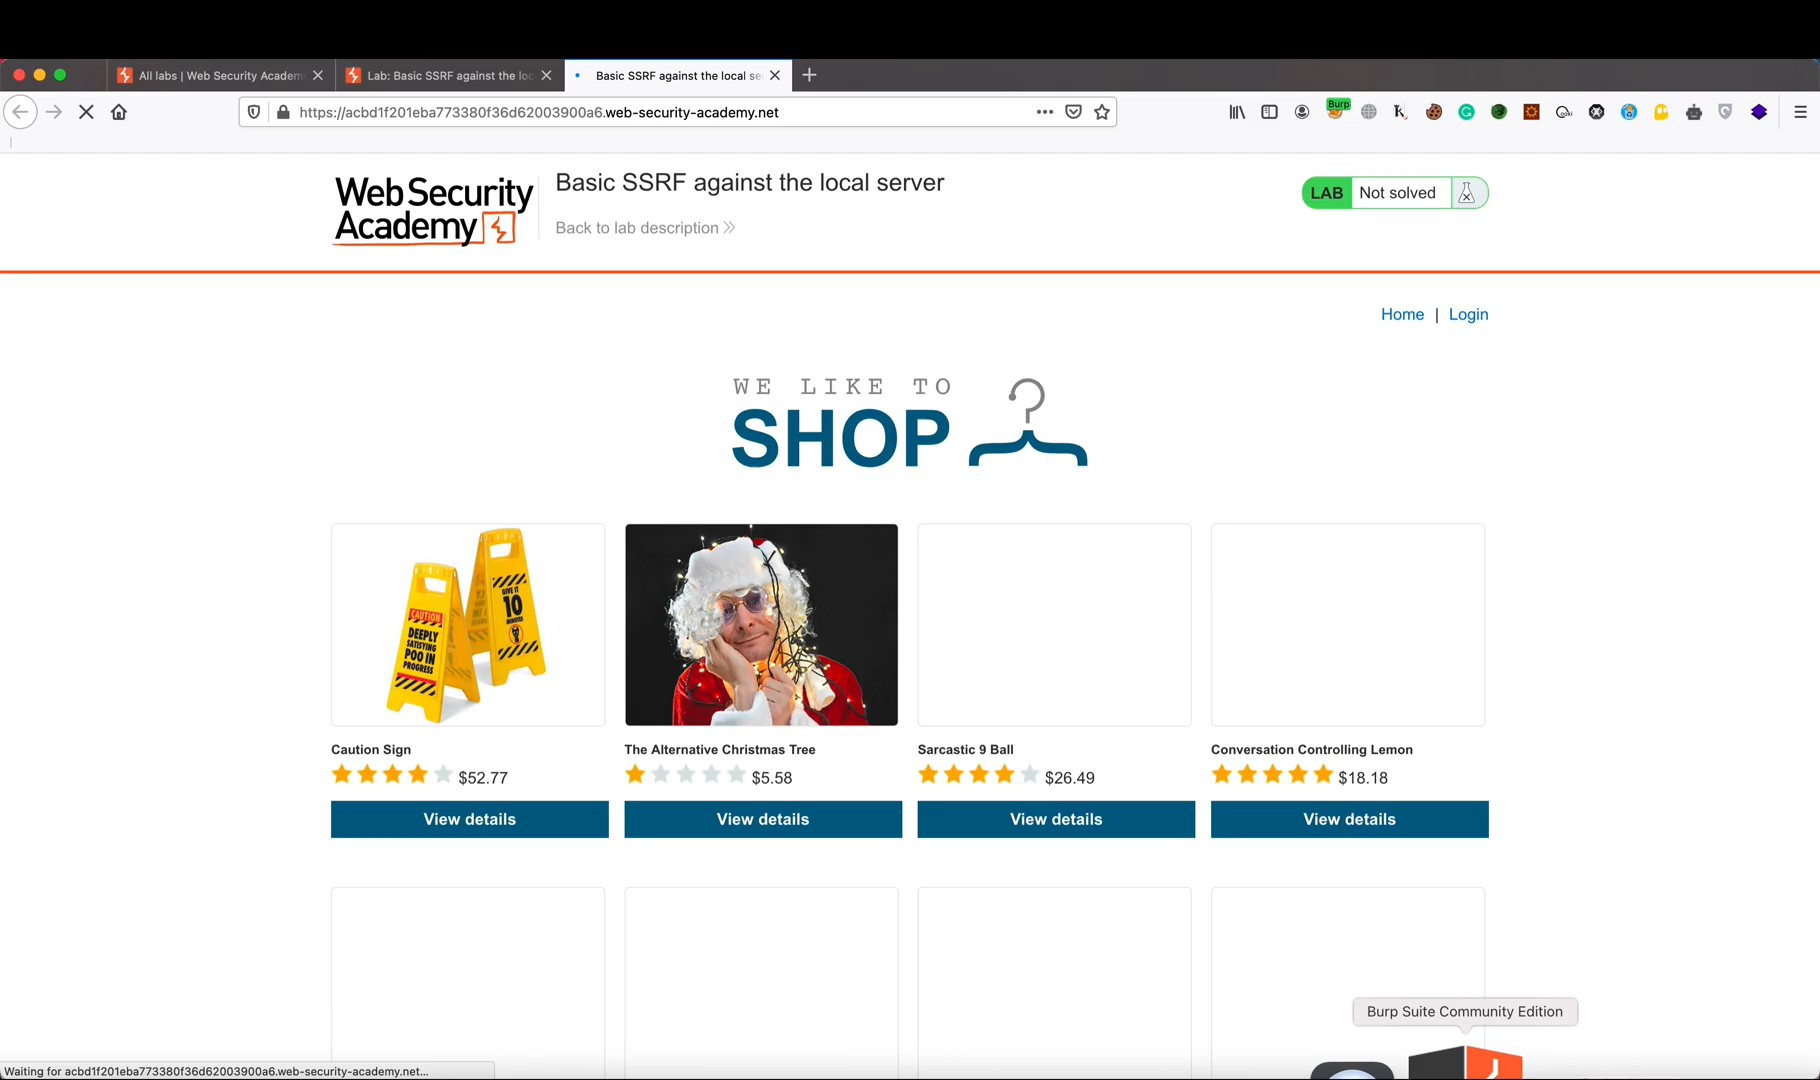 All labs | Web Security Academ
Lab: Basic SSRF against the loc
Basic SSRF against the local se
Burp
https://acbd1f201eba773380f36d62003900a6.web-security-academy.net
Web Security
Academy
Basic SSRF against the local server
Back to lab description
LAB Not solved
Home | Login
WE LIKE TO
SHOP
CAUTION
DEEPLY
SATISFYING
POO IN
PROGRESS
GIVE IT
10
MINUTES
Caution Sign
The Alternative Christmas Tree
Sarcastic 9 Ball
Conversation Controlling Lemon
$52.77
$5.58
$26.49
$18.18
View details
View details
View details
View details
Burp Suite Community Edition
Waiting for acbd1f201eba773380f36d62003900a6.web-security-academy.net...